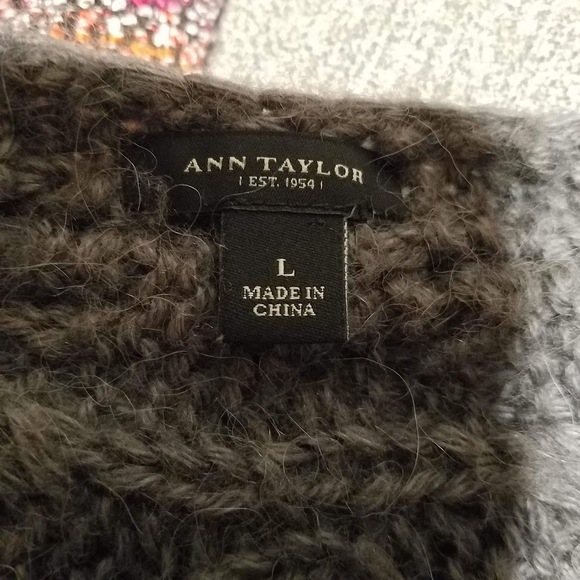 ANN TAYLOR
| EST. 1954 |
L
MADE IN
CHINA